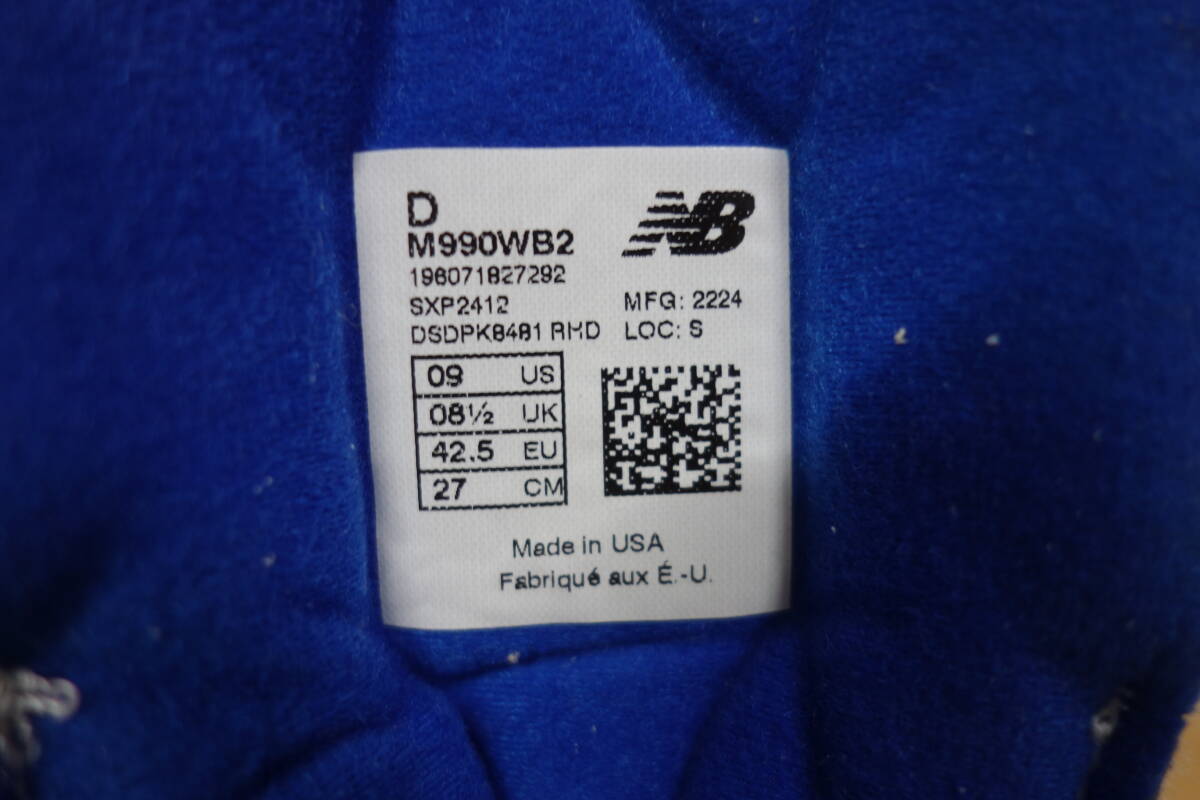 D
NB
M990WB2
196071827292
SXP2412 MFG: 2224
DSDPK8481 RHD LOC: S
09 US
08½ UK
42.5 EU
27 CM
Made in USA
Fabriqué aux É.-U.